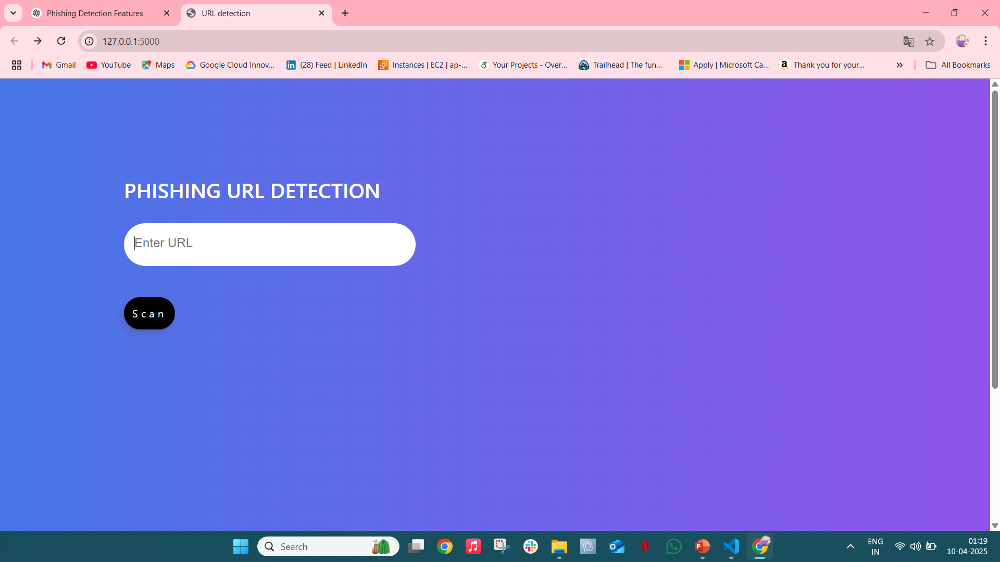 Phishing Detection Features
URL detection
127.0.0.1:5000
Gmail
YouTube
Maps
Google Cloud Innov...
(28) Feed | LinkedIn
Instances | EC2 | ap-...
Your Projects - Over...
Trailhead | The fun...
Apply | Microsoft Ca...
Thank you for your...
All Bookmarks
PHISHING URL DETECTION
Enter URL
Scan
Search
ENG
IN
01:19
10-04-2025